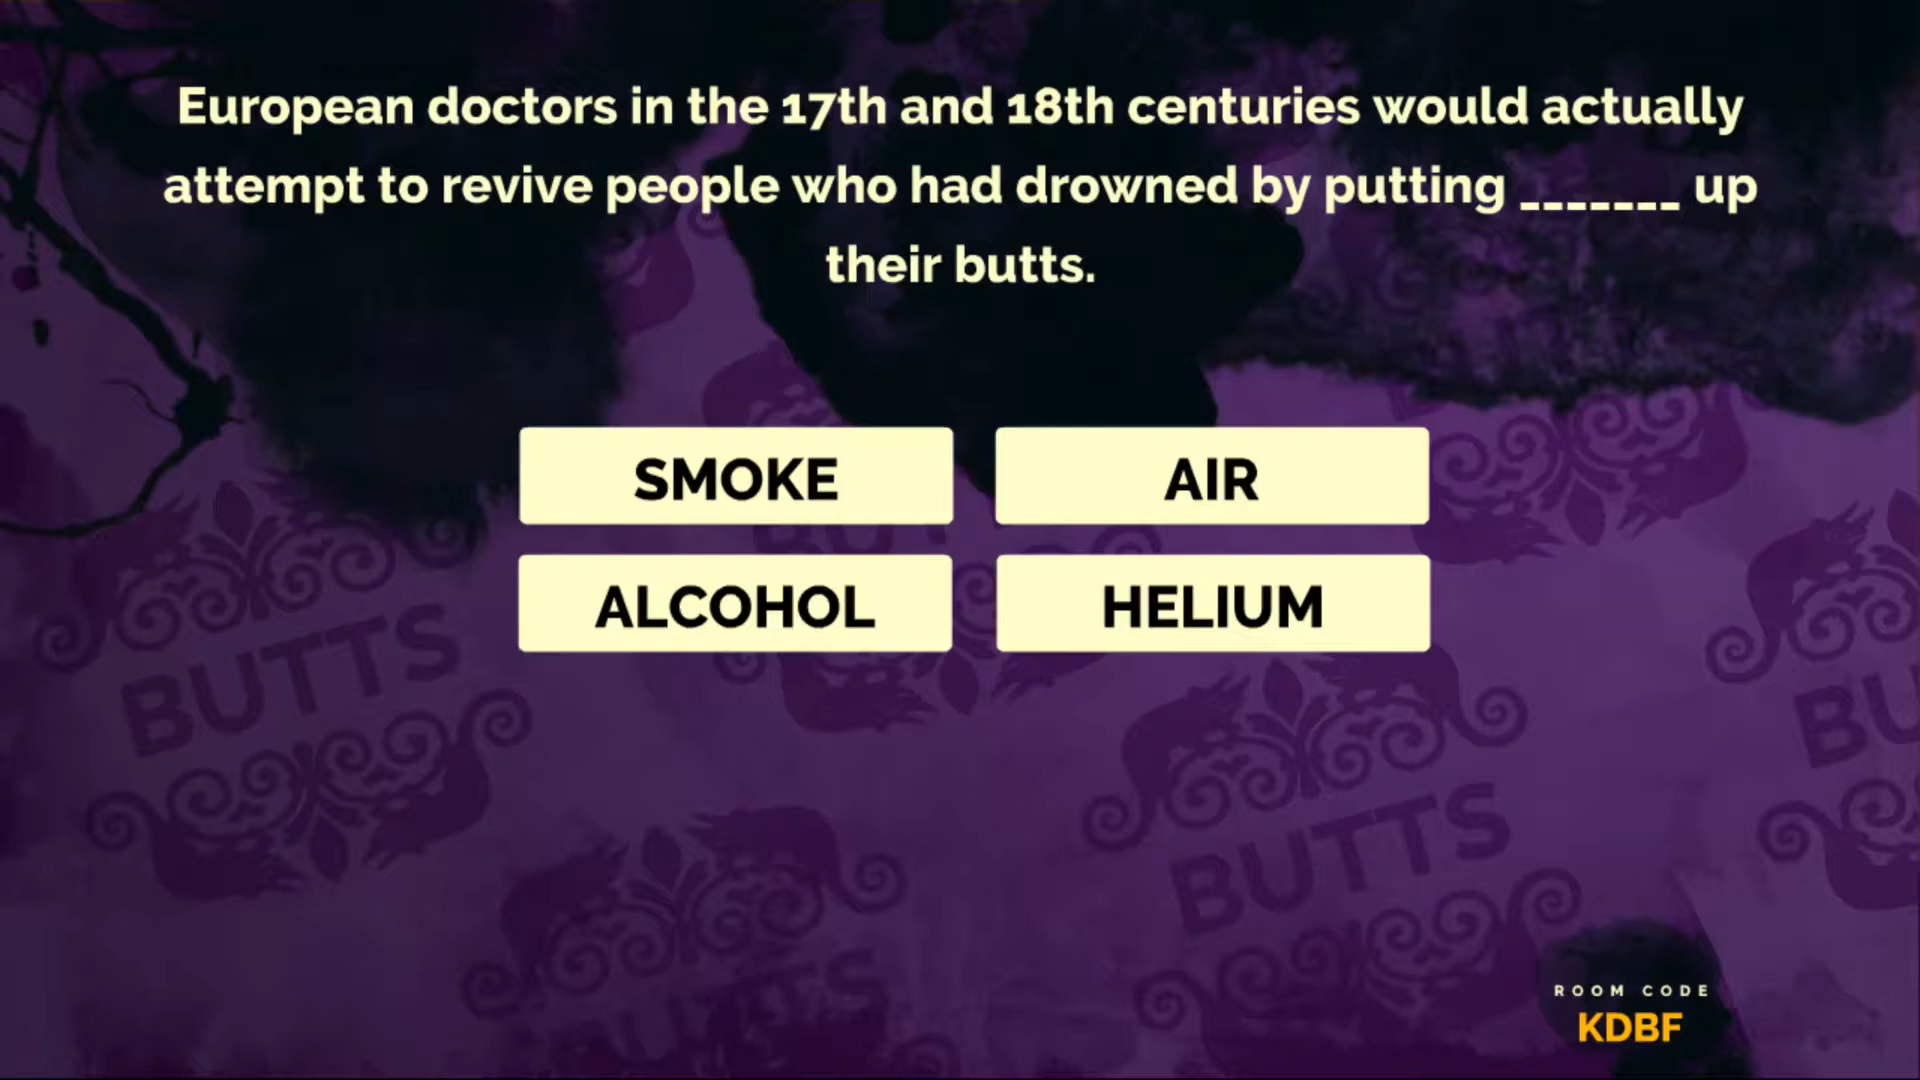 European doctors in the 17th and 18th centuries would actually
attempt to revive people who had drowned by putting _______ up
their butts.
SMOKE
AIR
ALCOHOL
HELIUM
BUTTS
BUTTS
BUTTS
ROOM CODE
KDBF